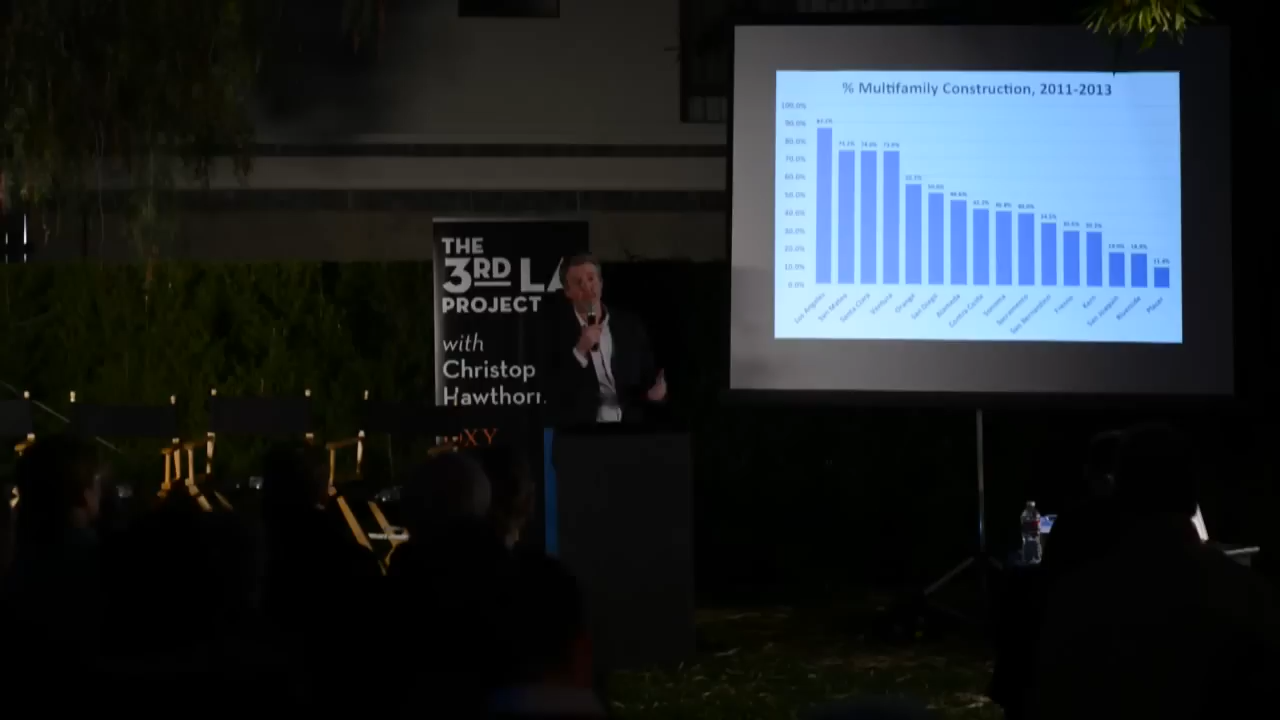 THE
3RD LA
PROJECT
with
Christop
Hawthorn
OXY
% Multifamily Construction, 2011-2013
100.0%
90.0%
80.0%
70.0%
60.0%
50.0%
40.0%
30.0%
20.0%
10.0%
0.0%
Los Angeles
San Mateo
Santa Clara
Ventura
Orange
San Diego
Alameda
Contra Costa
Sonoma
Sacramento
San Bernardino
Fresno
Kern
San Joaquin
Riverside
Placer